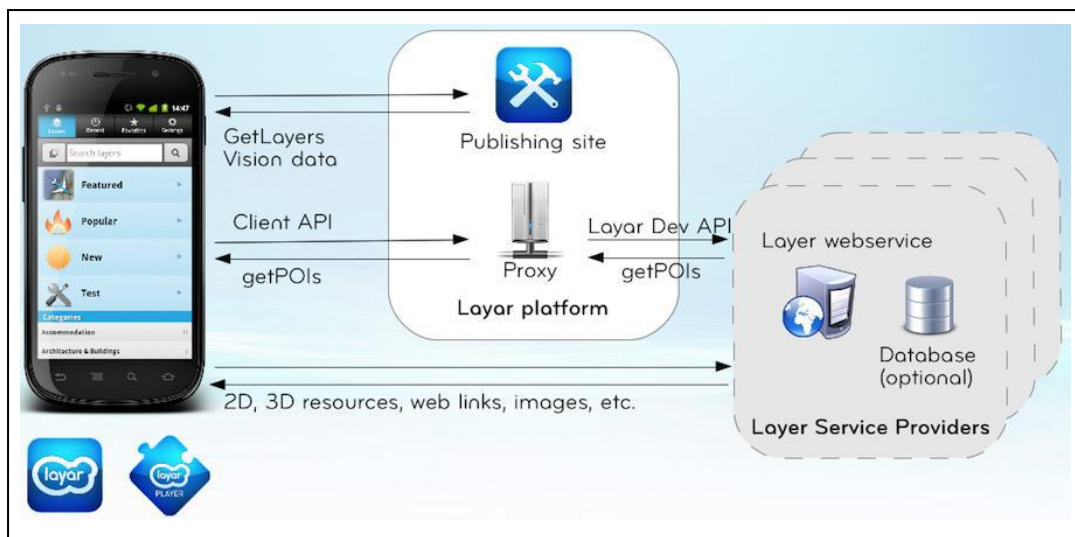 14:47
Layers
Recent
Favorites
Settings
Search layers
Featured
Popular
New
Test
Categories
Accommodation
Architecture & Buildings
GetLayers
Vision data
Client API
getPOIs
Publishing site
Proxy
Layar platform
Layar Dev API
getPOIs
Layer webservice
Database
(optional)
Layer Service Providers
2D, 3D resources, web links, images, etc.
layar
layar
PLAYER